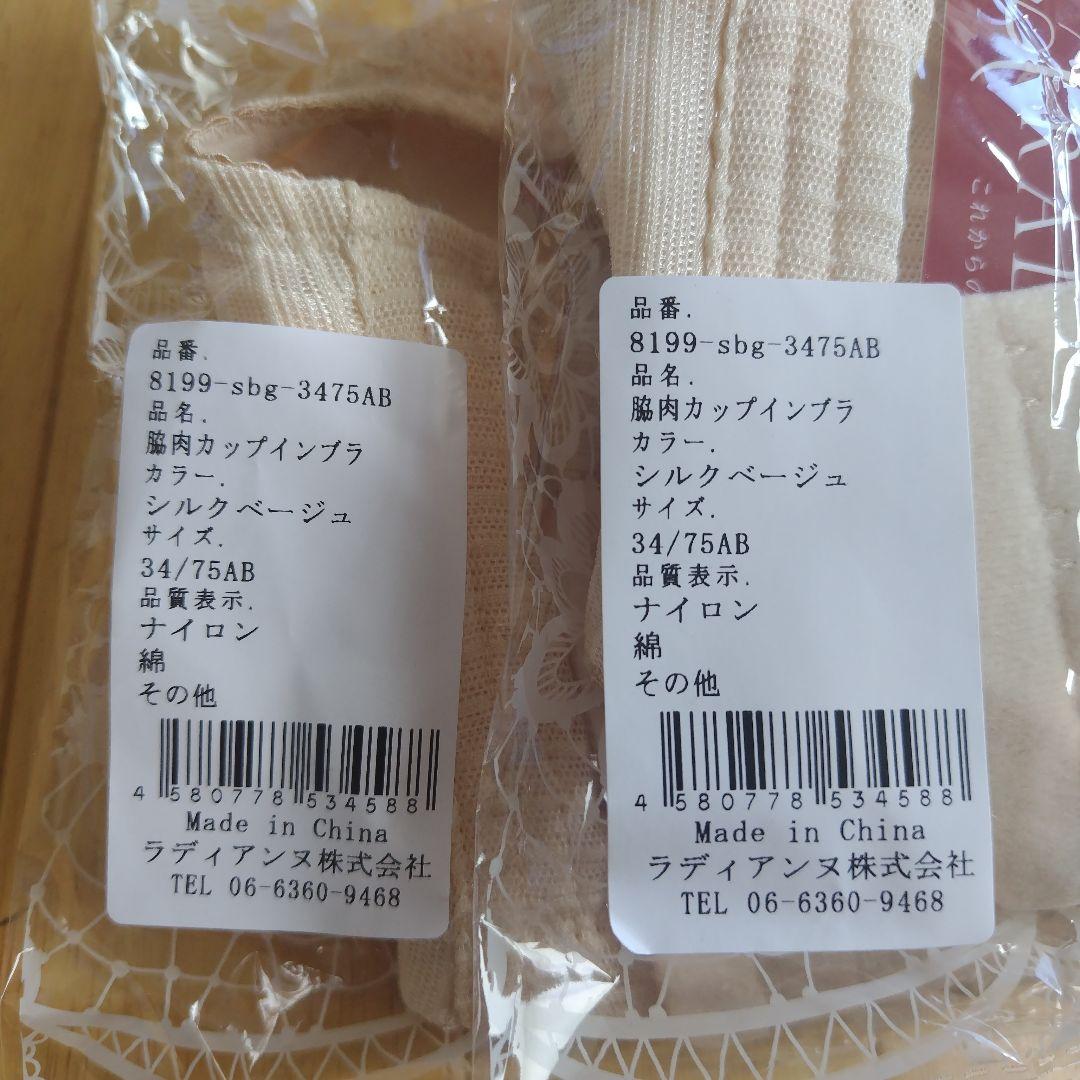 品番.
8199-sbg-3475AB
品名.
脇肉カップインブラ
カラー.
シルクベージュ
サイズ.
34/75AB
品質表示.
ナイロン
綿
その他
4 580778 534588
Made in China
ラディアンヌ株式会社
TEL 06-6360-9468
品番.
8199-sbg-3475AB
品名.
脇肉カップインブラ
カラー.
シルクベージュ
サイズ.
34/75AB
品質表示.
ナイロン
綿
その他
4 580778 534588
Made in China
ラディアンヌ株式会社
TEL 06-6360-9468
これからの